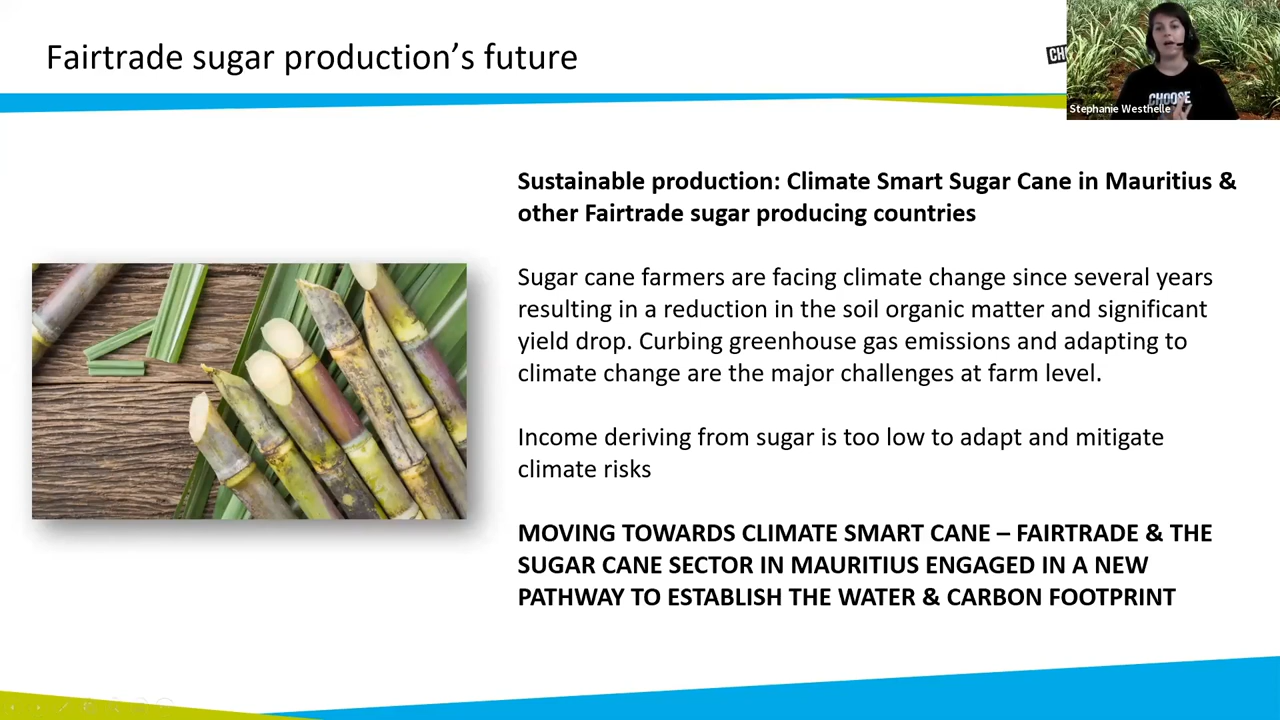 Fairtrade sugar production's future
CH
CHOOSE
Stephanie Westhelle
Sustainable production: Climate Smart Sugar Cane in Mauritius &
other Fairtrade sugar producing countries
Sugar cane farmers are facing climate change since several years
resulting in a reduction in the soil organic matter and significant
yield drop. Curbing greenhouse gas emissions and adapting to
climate change are the major challenges at farm level.
Income deriving from sugar is too low to adapt and mitigate
climate risks
MOVING TOWARDS CLIMATE SMART CANE – FAIRTRADE & THE
SUGAR CANE SECTOR IN MAURITIUS ENGAGED IN A NEW
PATHWAY TO ESTABLISH THE WATER & CARBON FOOTPRINT